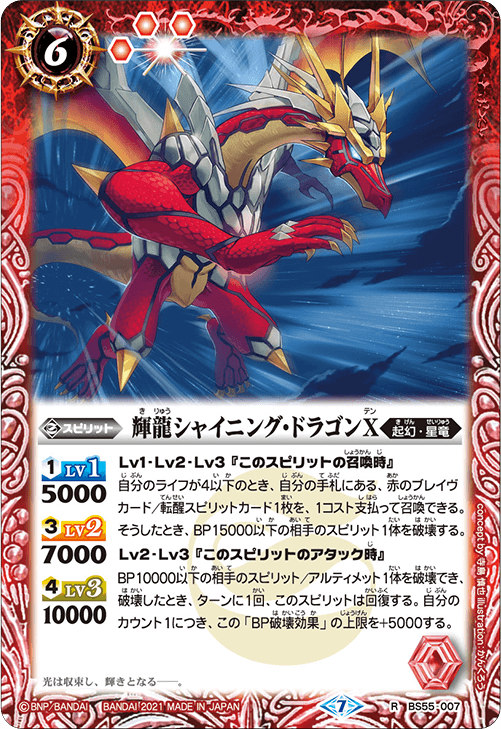 6
スピリット
輝龍シャイニング・ドラゴンX
き りゅう
テン
起幻・星竜
き げん せいりゅう
Lv1・Lv2・Lv3『このスピリットの召喚時』
自分のライフが4以下のとき、自分の手札にある、赤のブレイヴ
カード/転醒スピリットカード1枚を、1コスト支払って召喚できる。
そうしたとき、BP15000以下の相手のスピリット1体を破壊する。
Lv2・Lv3『このスピリットのアタック時』
BP10000以下の相手のスピリット/アルティメット1体を破壊でき、
破壊したとき、ターンに1回、このスピリットは回復する。自分の
カウント1につき、この「BP破壊効果」の上限を+5000する。
1 LV1
5000
3 LV2
7000
4 LV3
10000
光は収束し、輝きとなる――。
©BNP/BANDAI BANDAI 2021 MADE IN JAPAN
7
R BS55-007